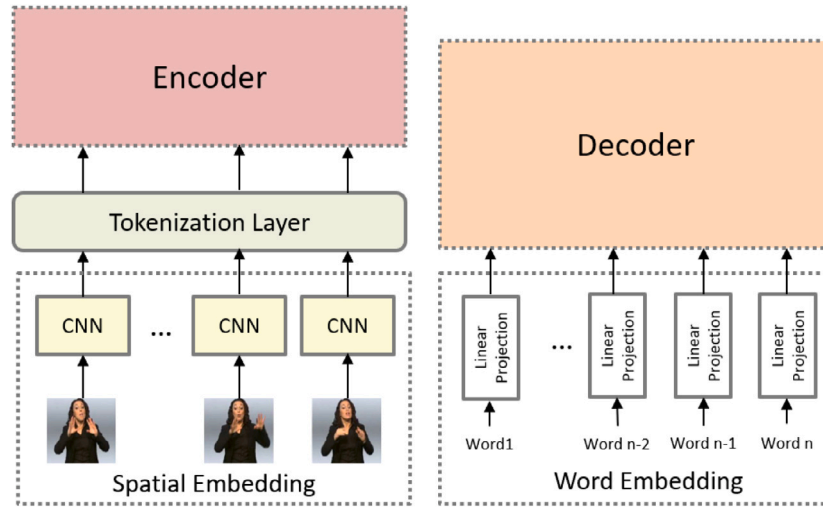 Encoder
Decoder
Tokenization Layer
CNN
...
CNN
CNN
Linear
Projection
...
Linear
Projection
Linear
Projection
Linear
Projection
Word1
Word n-2
Word n-1
Word n
Spatial Embedding
Word Embedding